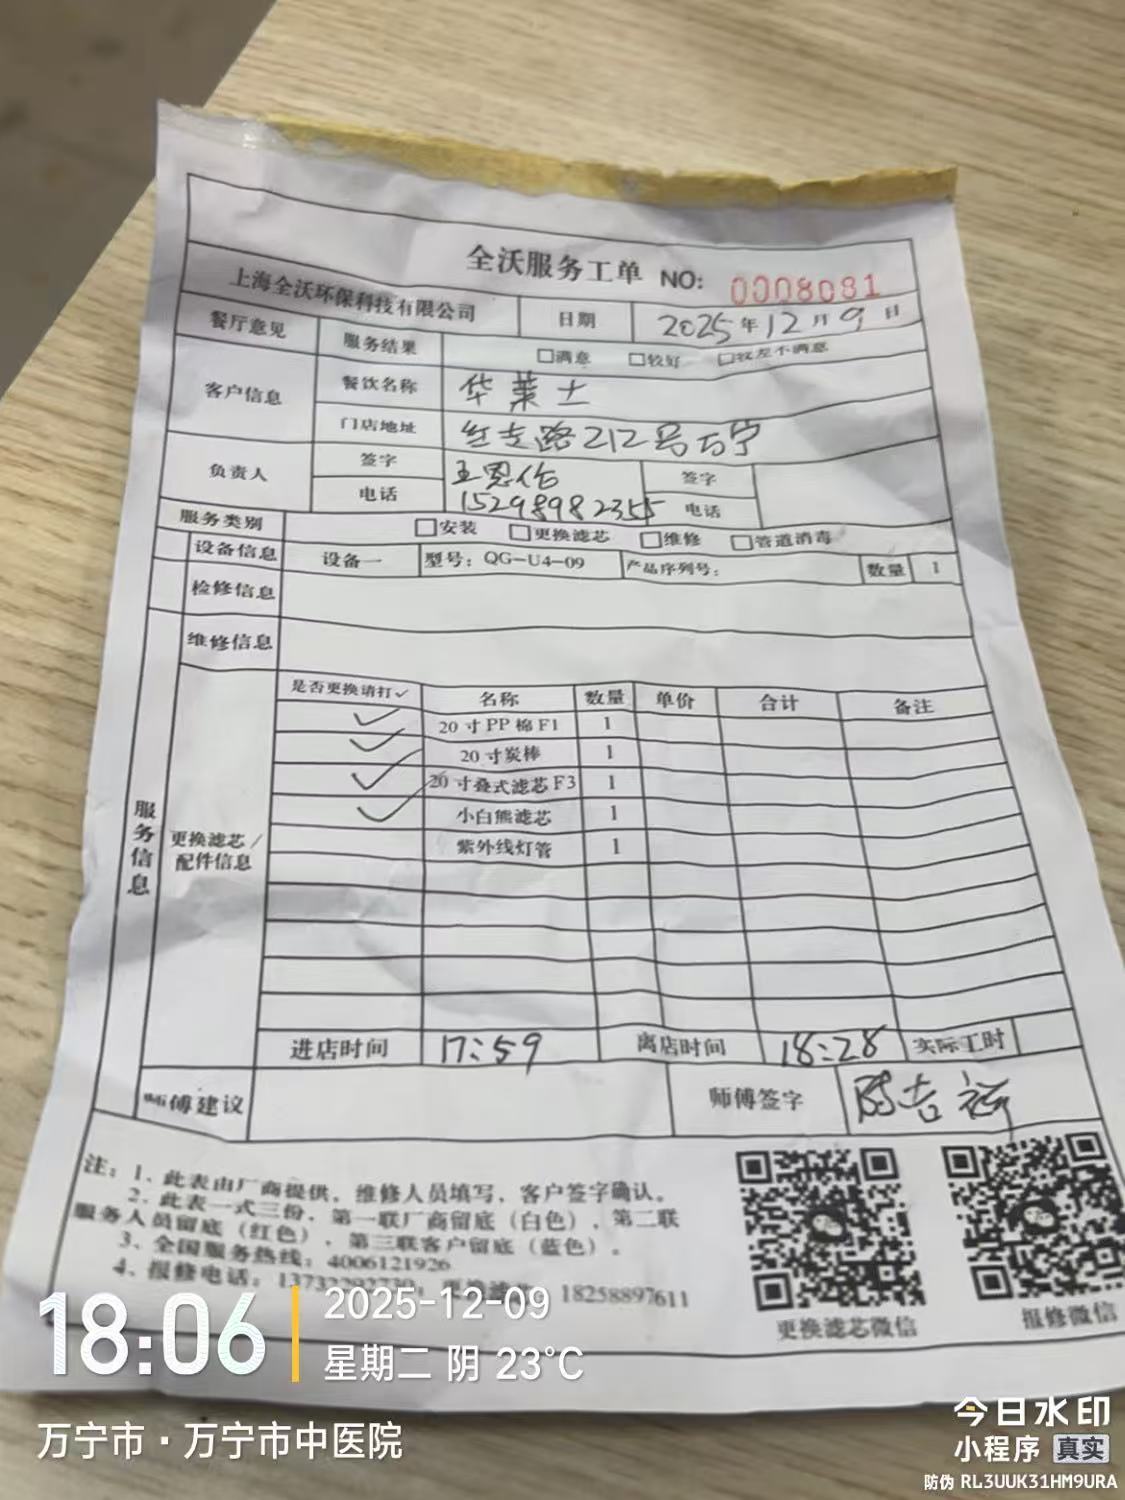 全沃服务工单 NO: 0008081
上海全沃环保科技有限公司 日期 2025年12月9日
餐厅意见 服务结果 □满意 □较好 □较差不满意
客户信息 餐饮名称 华莱士
门店地址 红专路212号万宁
负责人 签字 王恩 签字
电话 15298982355 电话
服务类别 □安装 □更换滤芯 □维修 □管道消毒
设备信息 设备一 型号：QG-U4-09 产品序列号： 数量 1
检修信息
维修信息
服务信息
更换滤芯/配件信息
是否更换请打✓ 名称 数量 单价 合计 备注
✓ 20寸PP棉F1 1
✓ 20寸炭棒 1
✓ 20寸叠式滤芯F3 1
✓ 小白熊滤芯 1
紫外线灯管 1
进店时间 17:59 离店时间 18:28 实际工时
师傅建议 师傅签字 陈吉祥
注：1、此表由厂商提供，维修人员填写，客户签字确认。
2、此表一式三份，第一联厂商留底（白色），第二联
服务人员留底（红色），第三联客户留底（蓝色）。
3、全国服务热线：4006121926
4、报修电话： 更换滤芯 18258897611
更换滤芯微信 报修微信
18:06 2025-12-09
星期二 阴 23°C
万宁市·万宁市中医院
今日水印
小程序 真实
防伪 RL3UUK31HM9URA